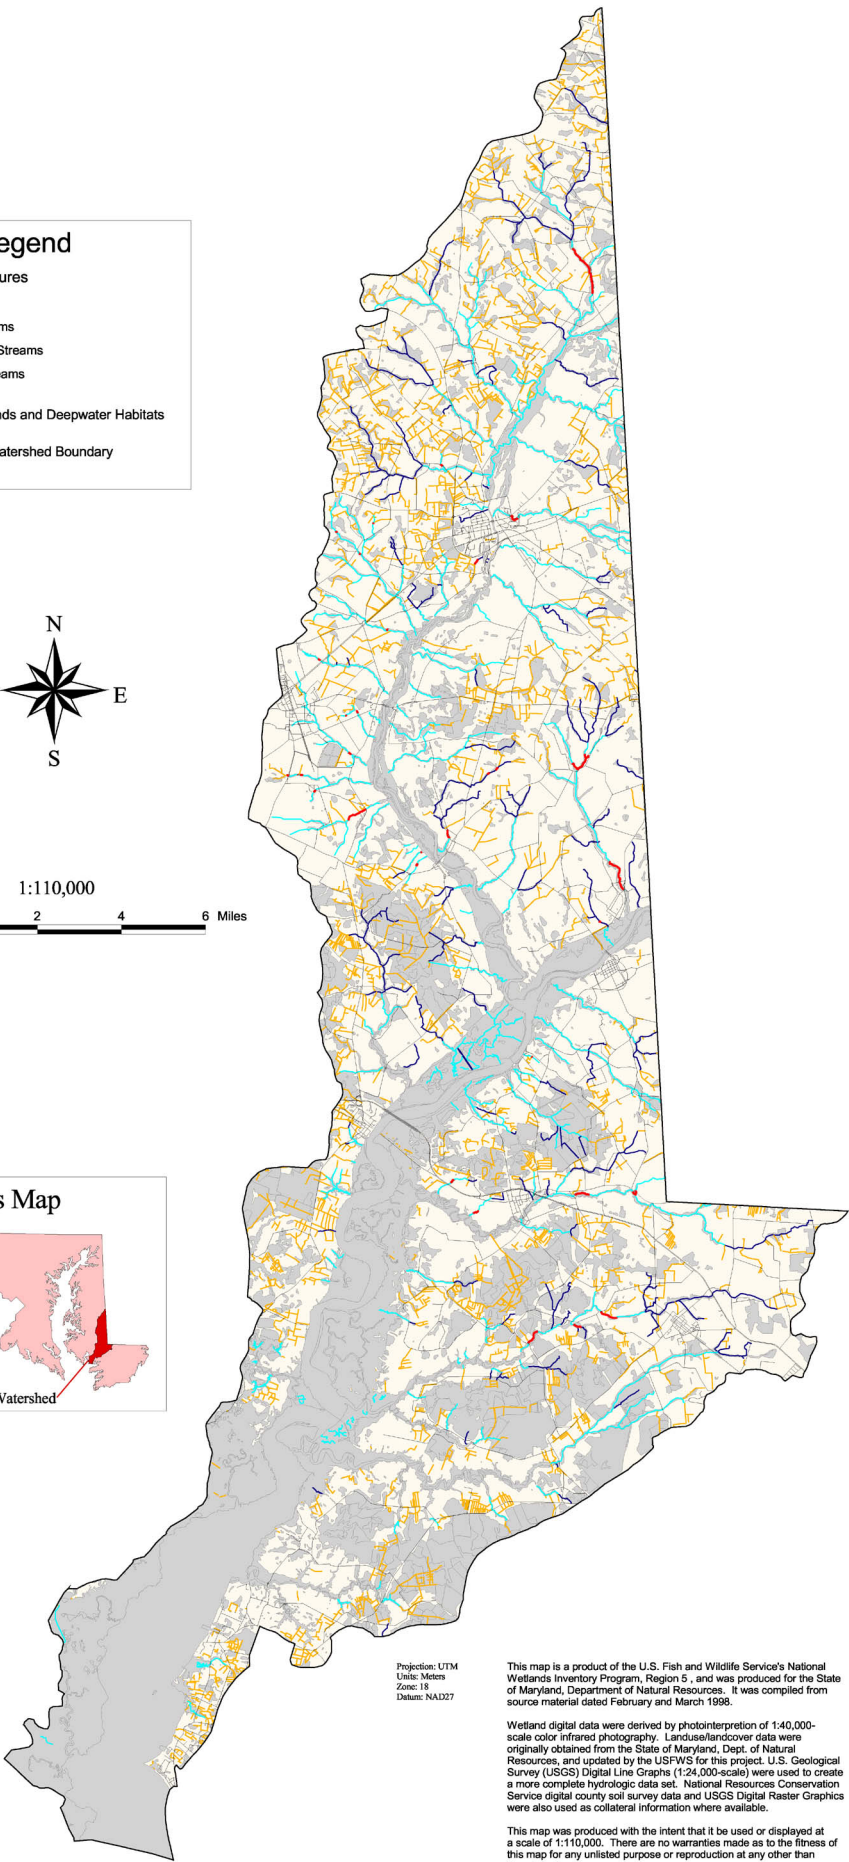 egend
ures
ms
Streams
eams
nds and Deepwater Habitats
atershed Boundary
N
E
S
1:110,000
2 4 6 Miles
s Map
Watershed
Projection: UTM
Units: Meters
Zone: 18
Datum: NAD27
This map is a product of the U.S. Fish and Wildlife Service's National
Wetlands Inventory Program, Region 5 , and was produced for the State
of Maryland, Department of Natural Resources. It was compiled from
source material dated February and March 1998.
Wetland digital data were derived by photointerpretion of 1:40,000-
scale color infrared photography. Landuse/landcover data were
originally obtained from the State of Maryland, Dept. of Natural
Resources, and updated by the USFWS for this project. U.S. Geological
Survey (USGS) Digital Line Graphs (1:24,000-scale) were used to create
a more complete hydrologic data set. National Resources Conservation
Service digital county soil survey data and USGS Digital Raster Graphics
were also used as collateral information where available.
This map was produced with the intent that it be used or displayed at
a scale of 1:110,000. There are no warranties made as to the fitness of
this map for any unlisted purpose or reproduction at any other than